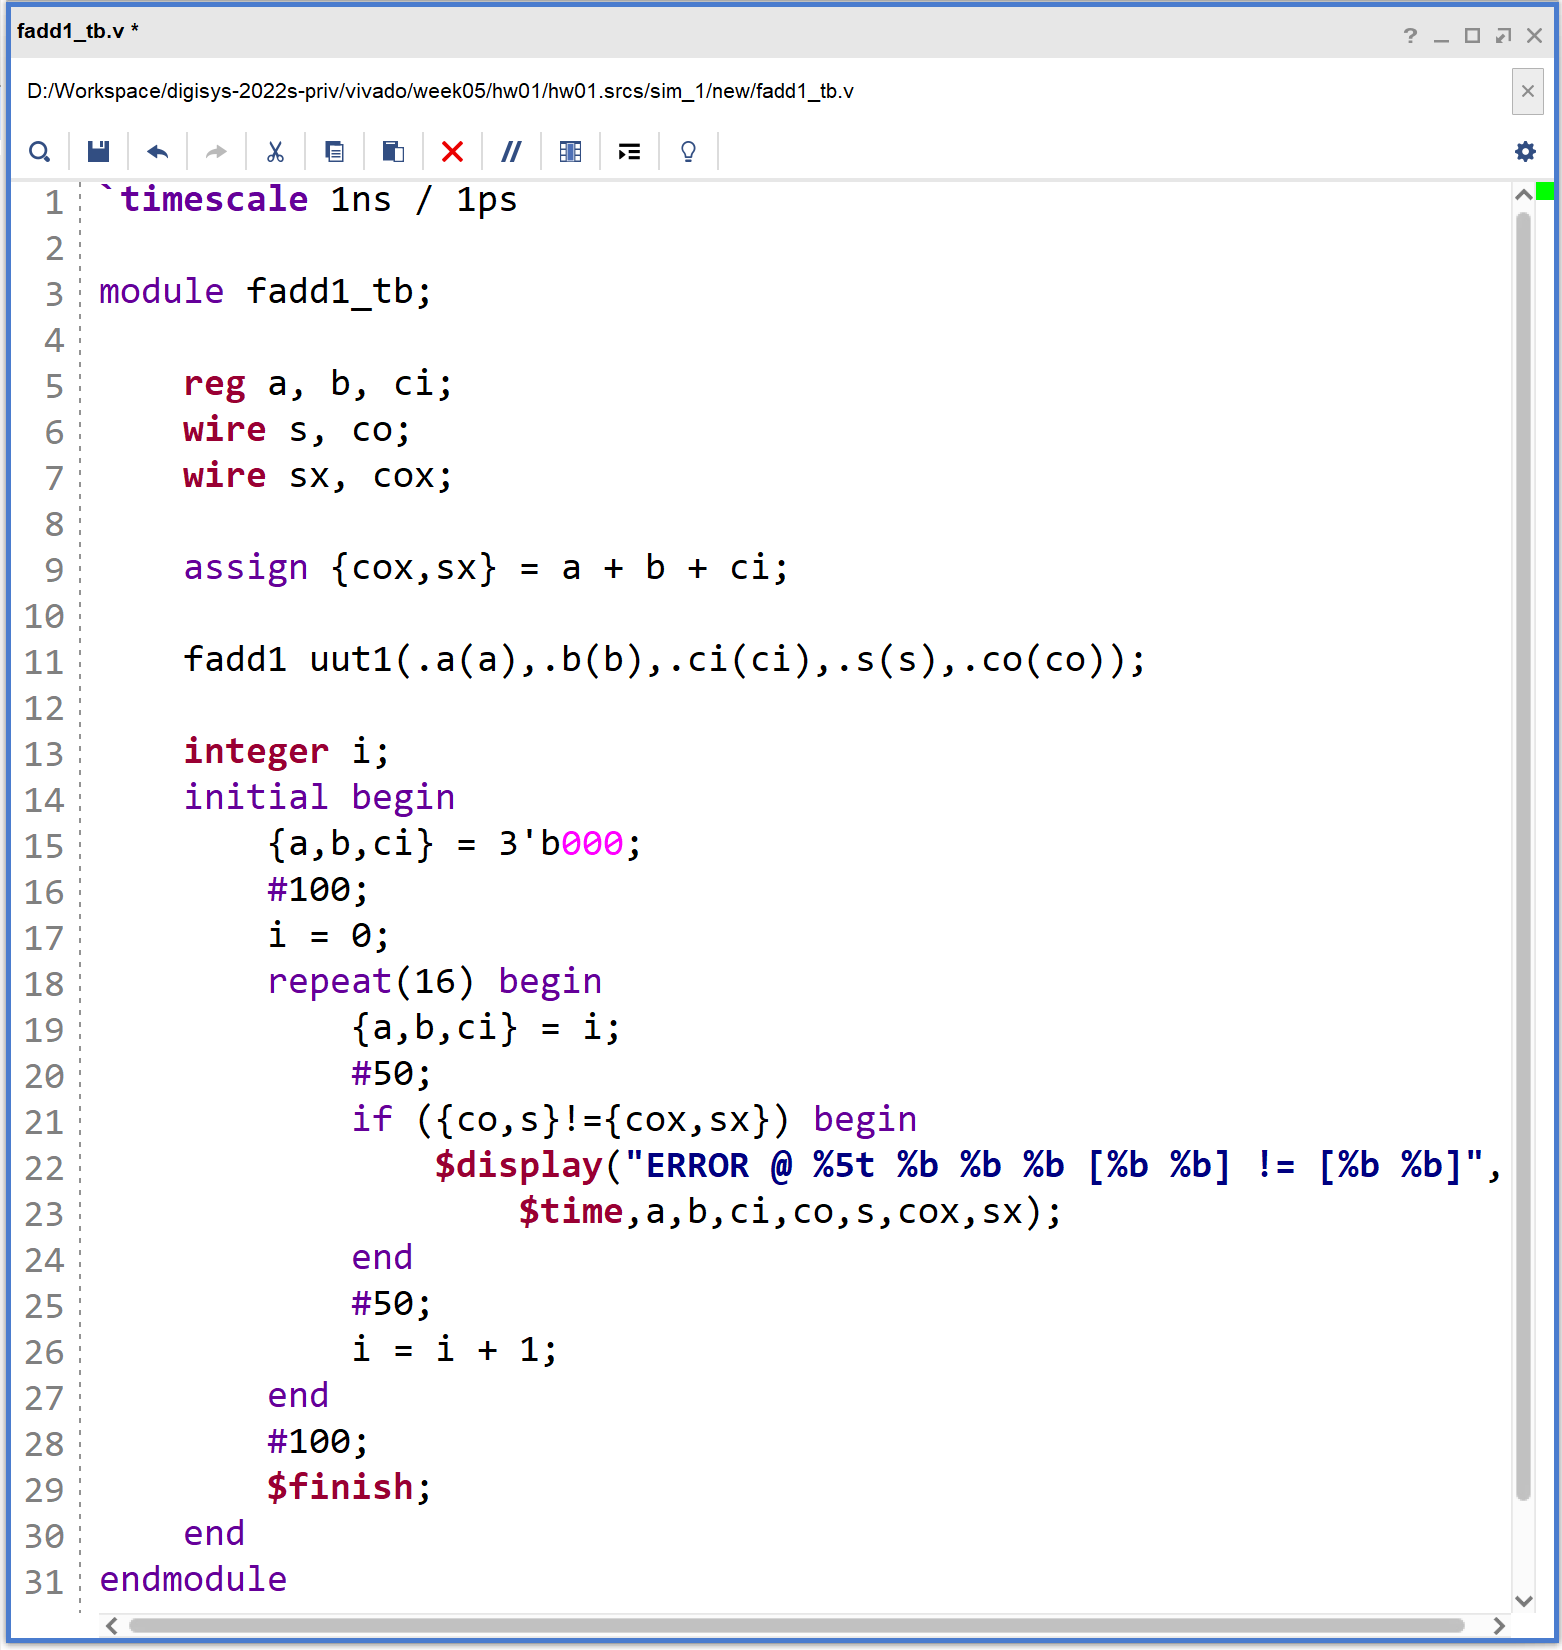 fadd1_tb.v *
D:/Workspace/digisys-2022s-priv/vivado/week05/hw01/hw01.srcs/sim_1/new/fadd1_tb.v
1 `timescale 1ns / 1ps
2
3 module fadd1_tb;
4
5     reg a, b, ci;
6     wire s, co;
7     wire sx, cox;
8
9     assign {cox,sx} = a + b + ci;
10
11     fadd1 uut1(.a(a),.b(b),.ci(ci),.s(s),.co(co));
12
13     integer i;
14     initial begin
15         {a,b,ci} = 3'b000;
16         #100;
17         i = 0;
18         repeat(16) begin
19             {a,b,ci} = i;
20             #50;
21             if ({co,s}!={cox,sx}) begin
22                 $display("ERROR @ %5t %b %b %b [%b %b] != [%b %b]",
23                     $time,a,b,ci,co,s,cox,sx);
24             end
25             #50;
26             i = i + 1;
27         end
28         #100;
29         $finish;
30     end
31 endmodule